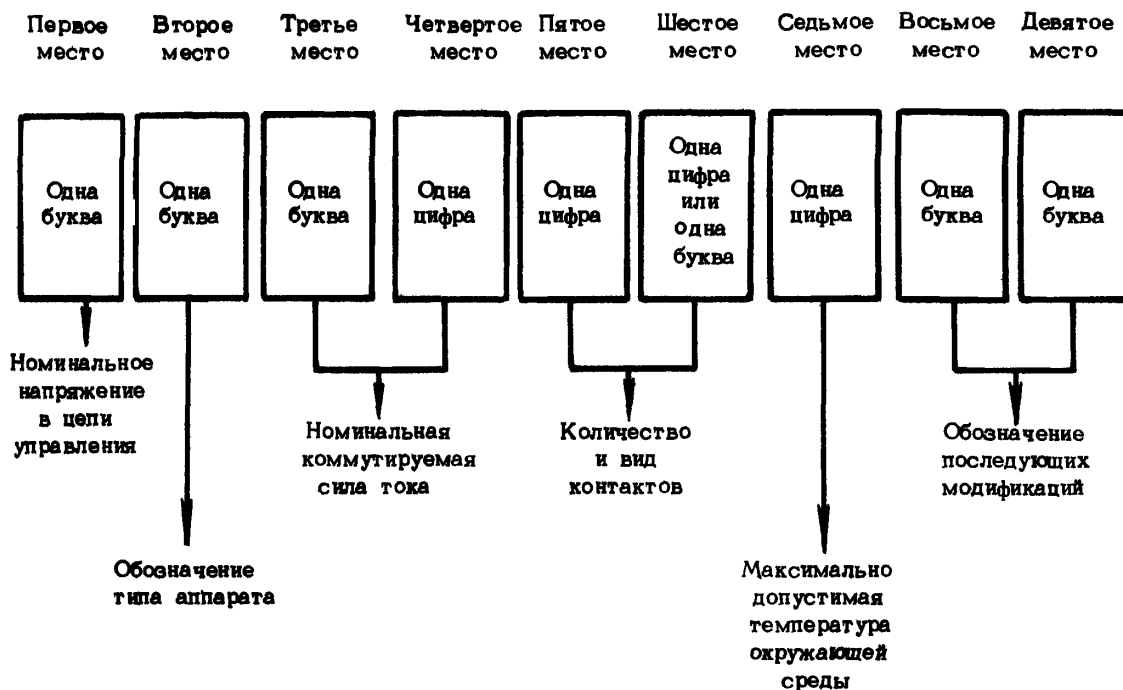 Первое место
Второе место
Третье место
Четвертое место
Пятое место
Шестое место
Седьмое место
Восьмое место
Девятое место
Одна
буква
Одна
буква
Одна
буква
Одна
цифра
Одна
цифра
Одна
цифра
или
одна
буква
Одна
цифра
Одна
буква
Одна
буква
Номинальное
напряжение
в цепи
управления
Обозначение
типа аппарата
Номинальная
коммутируемая
сила тока
Количество
и вид
контактов
Максимально
допустимая
температура
окружающей
среды
Обозначение
последующих
модификаций